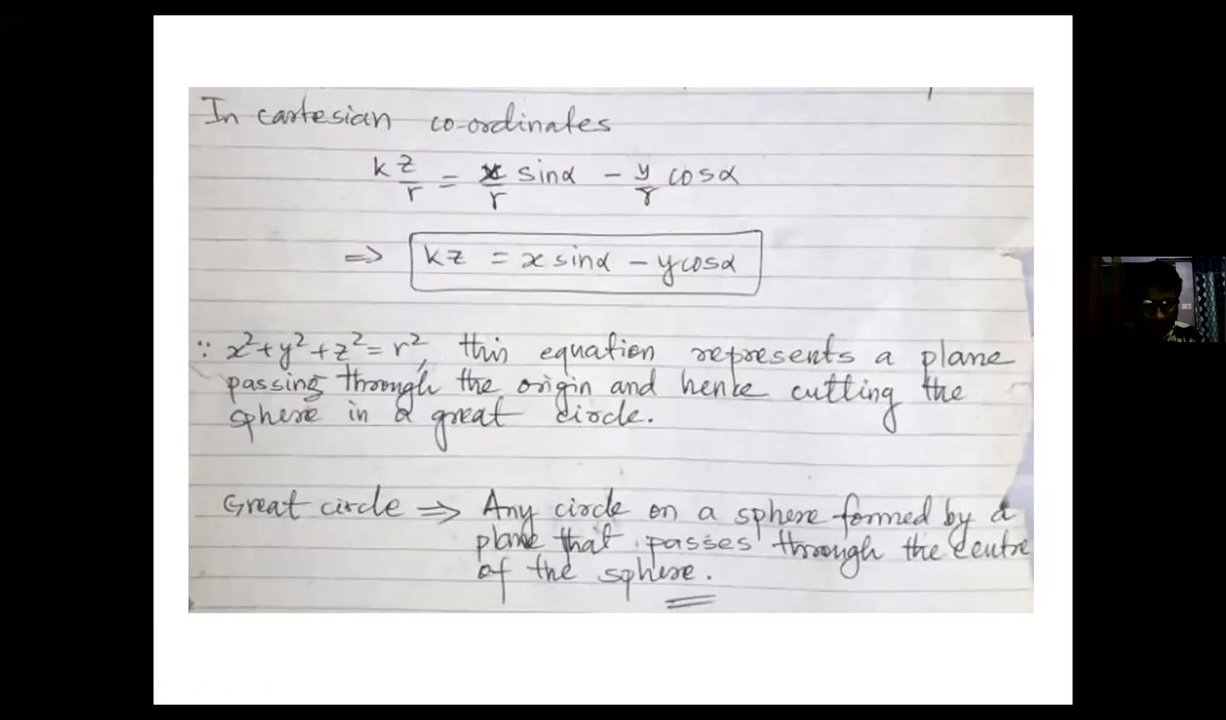 In cartesian co-ordinates
k z/r = x/r sinα - y/r cosα
⇒ kz = x sinα - y cosα
∵ x²+y²+z² = r², this equation represents a plane
passing through the origin and hence cutting the
sphere in a great circle.
Great circle ⇒ Any circle on a sphere formed by a
plane that passes through the centre
of the sphere.